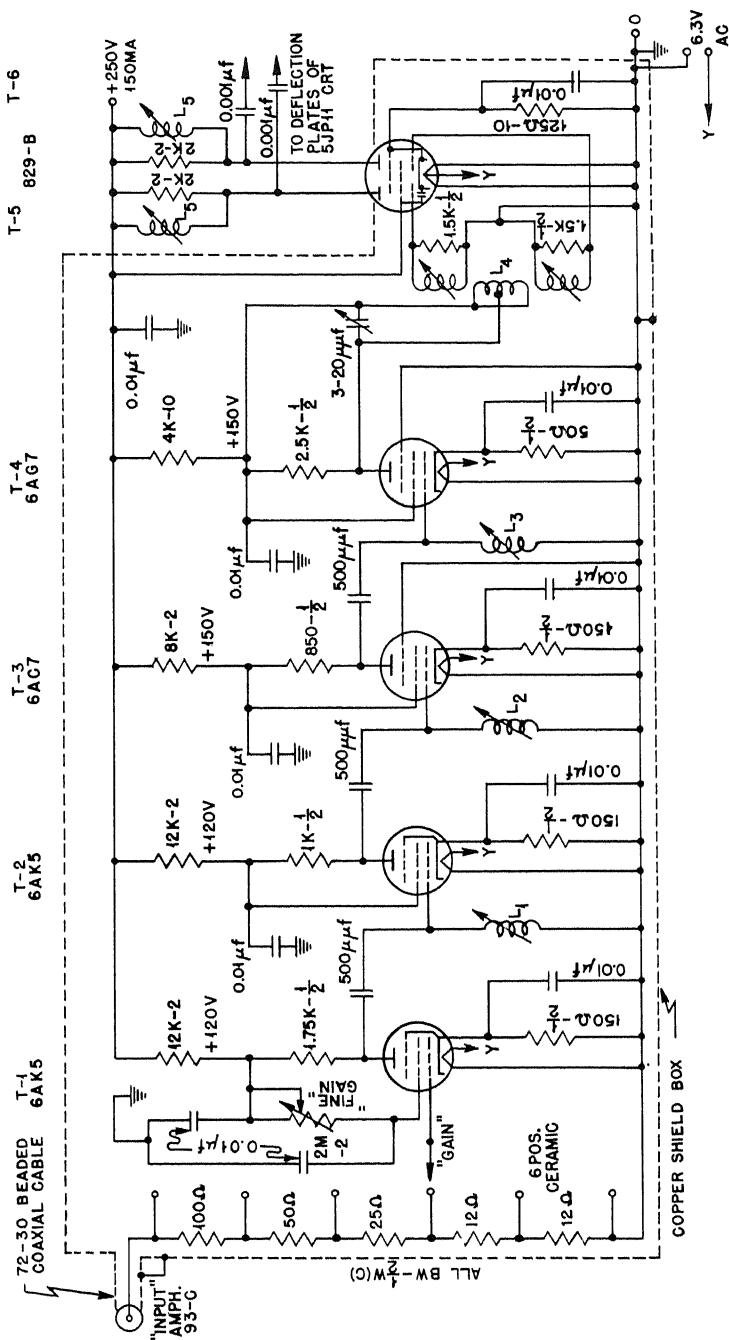 72-30 BEADED
COAXIAL CABLE
T-1
6AK5
T-2
6AK5
T-3
6AC7
T-4
6AG7
T-5
829-B
T-6
"INPUT"
AMPH.
93-C
ALL BW-½W(C)
100Ω
50Ω
25Ω
12Ω
12Ω
6 POS.
CERAMIC
"GAIN"
0.01μf
2M
-2
"FINE
GAIN"
12K-2
+120V
1.75K-½
150Ω-½
0.01μf
Y
500μμf
L1
0.01μf
12K-2
+120V
1K-½
150Ω-½
0.01μf
Y
500μμf
L2
0.01μf
8K-2
+150V
850-½
150Ω-½
0.01μf
Y
500μμf
L3
0.01μf
4K-10
+150V
2.5K-½
50Ω-½
0.01μf
Y
0.01μf
3-20μμf
L4
1.5K-½
1.5K-½
L5
2K-2
2K-2
L5
+250V
150MA
0.001μf
0.001μf
TO DEFLECTION
PLATES OF
5JP11 CRT
Y
125Ω-10
0.01μf
0
6.3V
AC
Y
COPPER SHIELD BOX